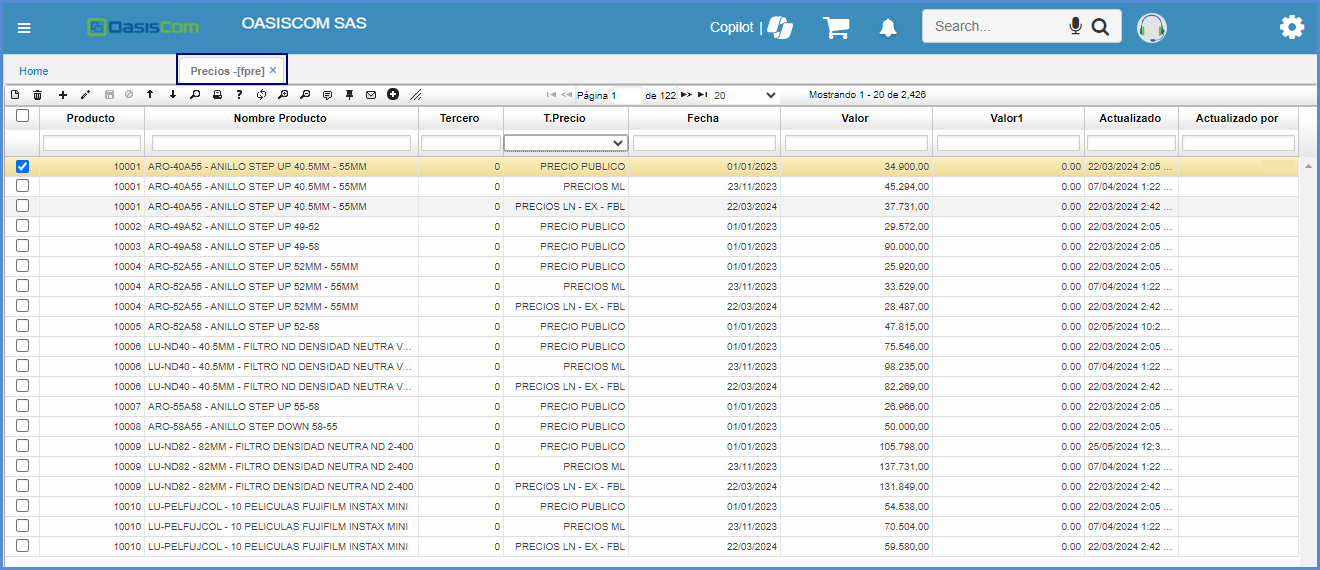 OasisCom
OASISCOM SAS
Copilot |
Search...
Home
Precios -[fpre] ×
Página 1 de 122 20 Mostrando 1 - 20 de 2,426
Producto Nombre Producto Tercero T.Precio Fecha Valor Valor1 Actualizado Actualizado por
10001 ARO-40A55 - ANILLO STEP UP 40.5MM - 55MM 0 PRECIO PUBLICO 01/01/2023 34.900,00 0.00 22/03/2024 2:05 ...
10001 ARO-40A55 - ANILLO STEP UP 40.5MM - 55MM 0 PRECIOS ML 23/11/2023 45.294,00 0.00 07/04/2024 1:22 ...
10001 ARO-40A55 - ANILLO STEP UP 40.5MM - 55MM 0 PRECIOS LN - EX - FBL 22/03/2024 37.731,00 0.00 22/03/2024 2:42 ...
10002 ARO-49A52 - ANILLO STEP UP 49-52 0 PRECIO PUBLICO 01/01/2023 29.572,00 0.00 22/03/2024 2:05 ...
10003 ARO-49A58 - ANILLO STEP UP 49-58 0 PRECIO PUBLICO 01/01/2023 90.000,00 0.00 22/03/2024 2:05 ...
10004 ARO-52A55 - ANILLO STEP UP 52MM - 55MM 0 PRECIO PUBLICO 01/01/2023 25.920,00 0.00 22/03/2024 2:05 ...
10004 ARO-52A55 - ANILLO STEP UP 52MM - 55MM 0 PRECIOS ML 23/11/2023 33.529,00 0.00 07/04/2024 1:22 ...
10004 ARO-52A55 - ANILLO STEP UP 52MM - 55MM 0 PRECIOS LN - EX - FBL 22/03/2024 28.487,00 0.00 22/03/2024 2:42 ...
10005 ARO-52A58 - ANILLO STEP UP 52-58 0 PRECIO PUBLICO 01/01/2023 47.815,00 0.00 02/05/2024 10:2...
10006 LU-ND40 - 40.5MM - FILTRO ND DENSIDAD NEUTRA V... 0 PRECIO PUBLICO 01/01/2023 75.546,00 0.00 22/03/2024 2:05 ...
10006 LU-ND40 - 40.5MM - FILTRO ND DENSIDAD NEUTRA V... 0 PRECIOS ML 23/11/2023 98.235,00 0.00 07/04/2024 1:22 ...
10006 LU-ND40 - 40.5MM - FILTRO ND DENSIDAD NEUTRA V... 0 PRECIOS LN - EX - FBL 22/03/2024 82.269,00 0.00 22/03/2024 2:42 ...
10007 ARO-55A58 - ANILLO STEP UP 55-58 0 PRECIO PUBLICO 01/01/2023 26.966,00 0.00 22/03/2024 2:05 ...
10008 ARO-58A55 - ANILLO STEP DOWN 58-55 0 PRECIO PUBLICO 01/01/2023 50.000,00 0.00 22/03/2024 2:05 ...
10009 LU-ND82 - 82MM - FILTRO DENSIDAD NEUTRA ND 2-400 0 PRECIO PUBLICO 01/01/2023 105.798,00 0.00 25/05/2024 12:3...
10009 LU-ND82 - 82MM - FILTRO DENSIDAD NEUTRA ND 2-400 0 PRECIOS ML 23/11/2023 137.731,00 0.00 07/04/2024 1:22 ...
10009 LU-ND82 - 82MM - FILTRO DENSIDAD NEUTRA ND 2-400 0 PRECIOS LN - EX - FBL 22/03/2024 131.849,00 0.00 22/03/2024 2:42 ...
10010 LU-PELFUJCOL - 10 PELICULAS FUJIFILM INSTAX MINI 0 PRECIO PUBLICO 01/01/2023 54.538,00 0.00 22/03/2024 2:05 ...
10010 LU-PELFUJCOL - 10 PELICULAS FUJIFILM INSTAX MINI 0 PRECIOS ML 23/11/2023 70.504,00 0.00 07/04/2024 1:22 ...
10010 LU-PELFUJCOL - 10 PELICULAS FUJIFILM INSTAX MINI 0 PRECIOS LN - EX - FBL 22/03/2024 59.580,00 0.00 22/03/2024 2:42 ...